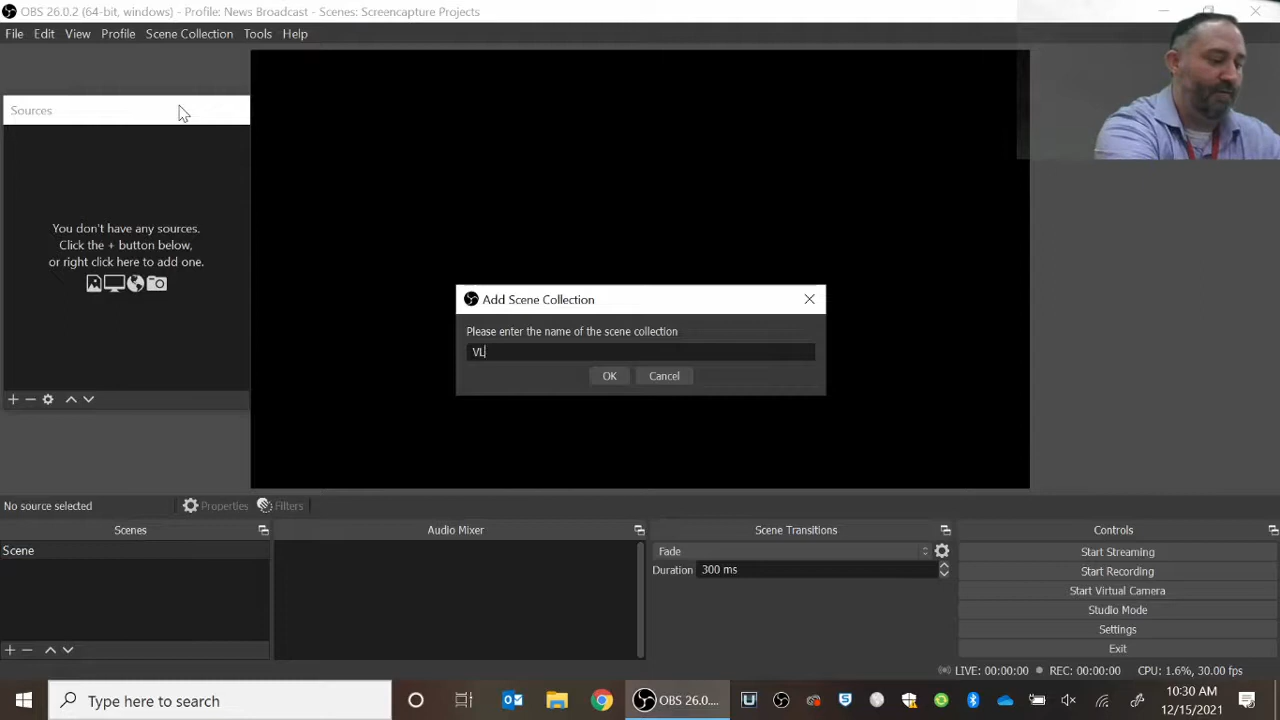 OBS 26.0.2 (64-bit, windows) - Profile: News Broadcast - Scenes: Screencapture Projects
File Edit View Profile Scene Collection Tools Help
Sources
You don't have any sources.
Click the + button below,
or right click here to add one.
Add Scene Collection
Please enter the name of the scene collection
VL
OK Cancel
No source selected Properties Filters
Scenes Audio Mixer Scene Transitions Controls
Scene
Fade
Duration 300 ms
Start Streaming
Start Recording
Start Virtual Camera
Studio Mode
Settings
Exit
LIVE: 00:00:00 REC: 00:00:00 CPU: 1.6%, 30.00 fps
Type here to search
OBS 26.0....
10:30 AM
12/15/2021